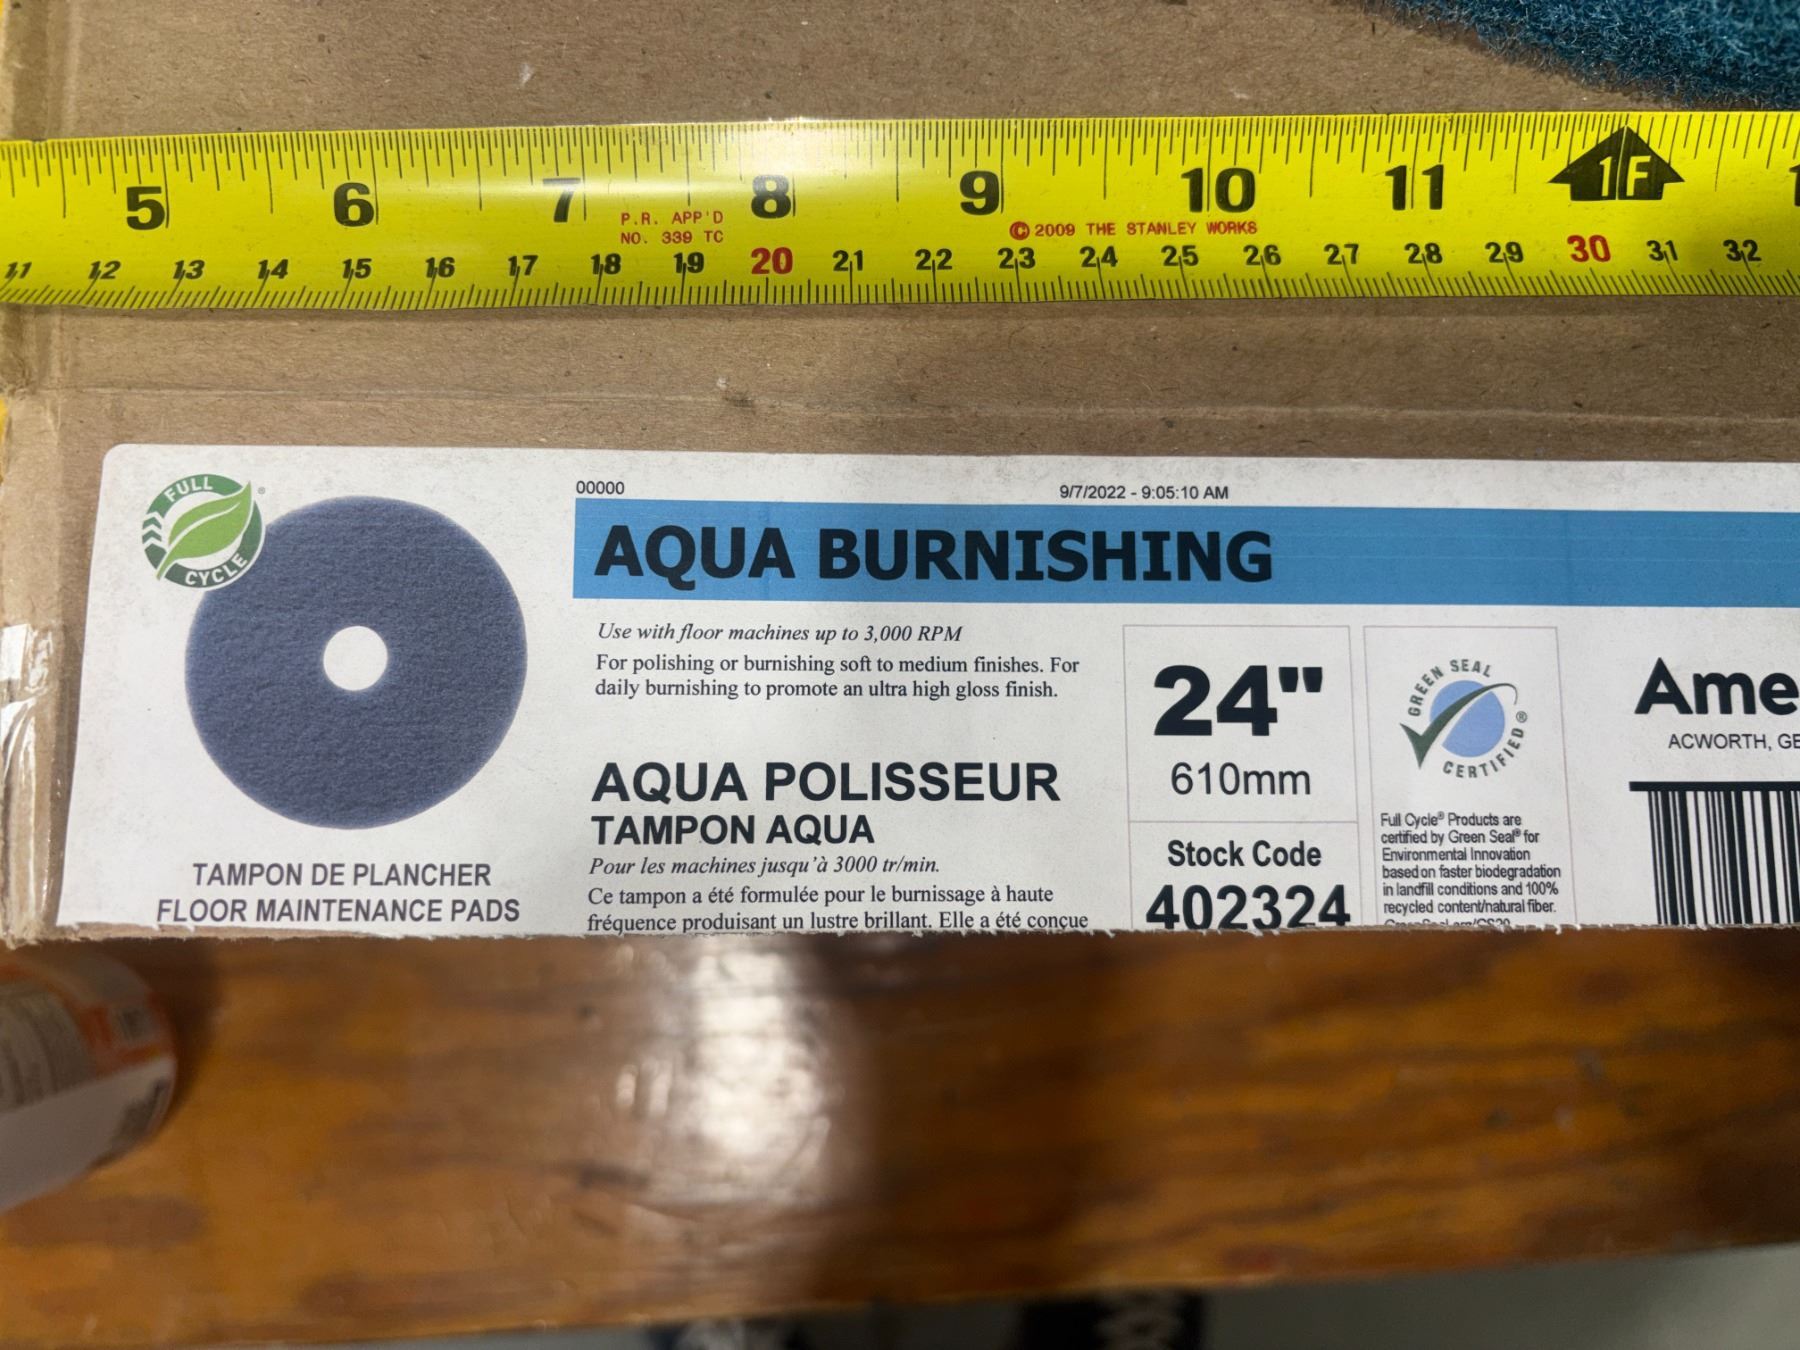 5 6 7 8 9 10 11 1F
P.R. APP'D
NO. 339 TC
© 2009 THE STANLEY WORKS
11 12 13 14 15 16 17 18 19 20 21 22 23 24 25 26 27 28 29 30 31 32
FULL
CYCLE
®
00000
9/7/2022 - 9:05:10 AM
AQUA BURNISHING
Use with floor machines up to 3,000 RPM
For polishing or burnishing soft to medium finishes. For
daily burnishing to promote an ultra high gloss finish.
AQUA POLISSEUR
TAMPON AQUA
Pour les machines jusqu'à 3000 tr/min.
Ce tampon a été formulée pour le burnissage à haute
fréquence produisant un lustre brillant. Elle a été conçue
TAMPON DE PLANCHER
FLOOR MAINTENANCE PADS
24"
610mm
Stock Code
402324
GREEN SEAL
CERTIFIED®
Full Cycle® Products are
certified by Green Seal® for
Environmental Innovation
based on faster biodegradation
in landfill conditions and 100%
recycled content/natural fiber.
Ame
ACWORTH, GE